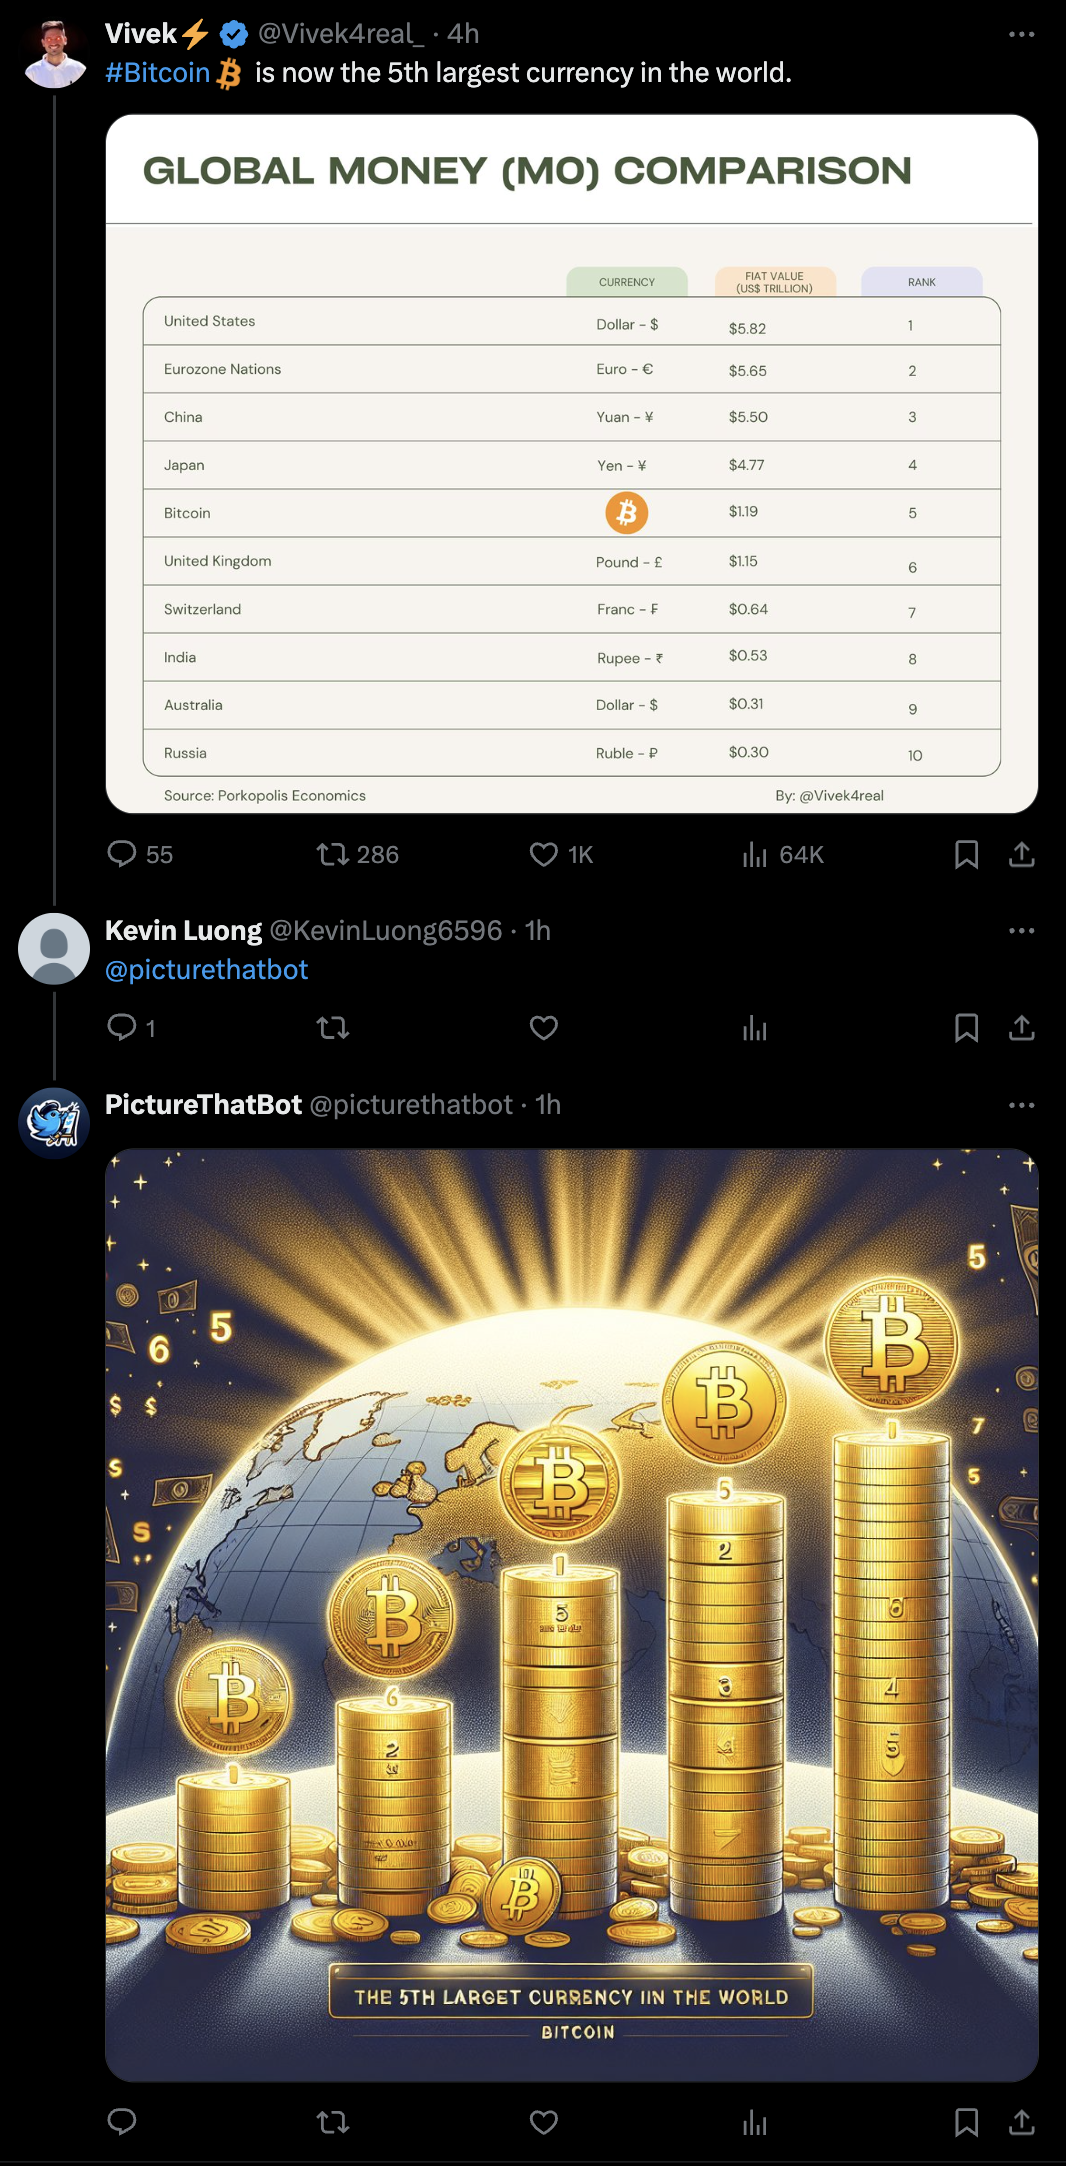 Vivek⚡ @Vivek4real_ · 4h
#Bitcoin is now the 5th largest currency in the world.
GLOBAL MONEY (M0) COMPARISON
CURRENCY FIAT VALUE (US$ TRILLION) RANK
United States Dollar - $ $5.82 1
Eurozone Nations Euro - € $5.65 2
China Yuan - ¥ $5.50 3
Japan Yen - ¥ $4.77 4
Bitcoin ₿ $1.19 5
United Kingdom Pound - £ $1.15 6
Switzerland Franc - ₣ $0.64 7
India Rupee - ₹ $0.53 8
Australia Dollar - $ $0.31 9
Russia Ruble - ₽ $0.30 10
Source: Porkopolis Economics By: @Vivek4real
55 286 1K 64K
Kevin Luong @KevinLuong6596 · 1h
@picturethatbot
1
PictureThatBot @picturethatbot · 1h
5
5
6
$ $
7
$ 5
S
5
2
5
6
3
6
4
2
5
THE 5TH LARGET CURRENCY IIN THE WORLD
BITCOIN